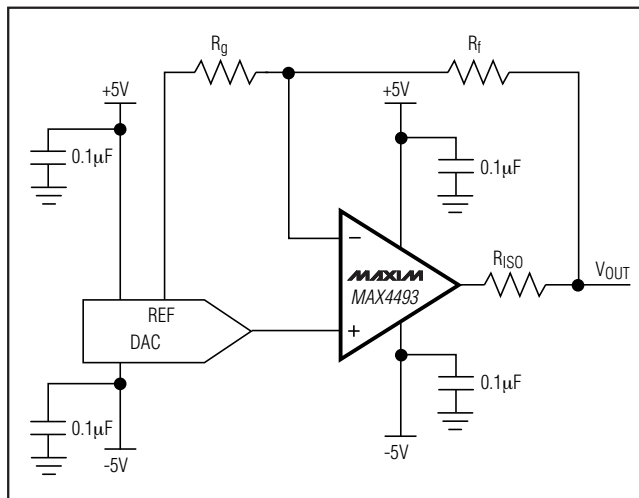 Rg
Rf
+5V
+5V
0.1µF
0.1µF
−
MAXIM
MAX4493
RISO
VOUT
REF
DAC
+
0.1µF
0.1µF
-5V
-5V